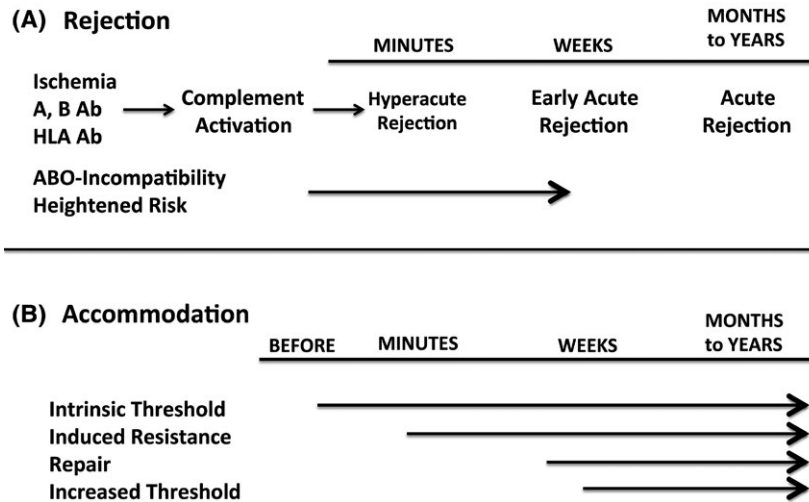 (A) Rejection
MINUTES WEEKS MONTHS
to YEARS
Ischemia
A, B Ab
HLA Ab
Complement
Activation
Hyperacute
Rejection
Early Acute
Rejection
Acute
Rejection
ABO-Incompatibility
Heightened Risk
(B) Accommodation
BEFORE MINUTES WEEKS MONTHS
to YEARS
Intrinsic Threshold
Induced Resistance
Repair
Increased Threshold